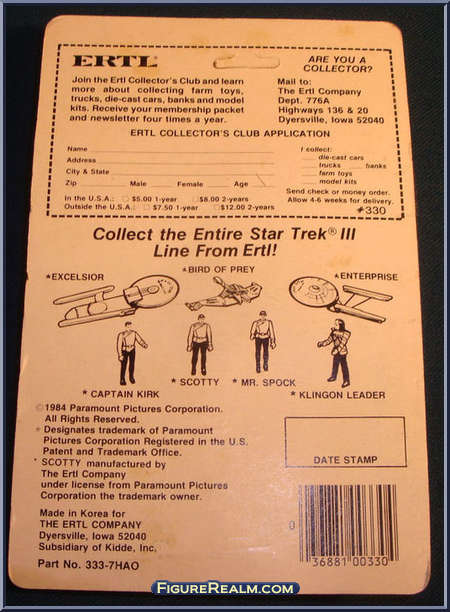 ERTL
ARE YOU A
COLLECTOR?
Join the Ertl Collector's Club and learn
more about collecting farm toys,
trucks, die-cast cars, banks and model
kits. Receive your membership packet
and newsletter four times a year.
Mail to:
The Ertl Company
Dept. 776A
Highways 136 & 20
Dyersville, Iowa 52040
ERTL COLLECTOR'S CLUB APPLICATION
Name
Address
City & State
Zip Male Female Age
I collect:
die-cast cars
trucks banks
farm toys
model kits
In the U.S.A.: $5.00 1-year $8.00 2-years
Outside the U.S.A.: $7.50 1-year $12.00 2-years
Send check or money order.
Allow 4-6 weeks for delivery.
#330
Collect the Entire Star Trek® III
Line From Ertl!
*EXCELSIOR
*BIRD OF PREY
*ENTERPRISE
* CAPTAIN KIRK
* SCOTTY
* MR. SPOCK
* KLINGON LEADER
©1984 Paramount Pictures Corporation.
All Rights Reserved.
* Designates trademark of Paramount
Pictures Corporation Registered in the U.S.
Patent and Trademark Office.
* SCOTTY manufactured by
The Ertl Company
under license from Paramount Pictures
Corporation the trademark owner.
Made in Korea for
THE ERTL COMPANY
Dyersville, Iowa 52040
Subsidiary of Kidde, Inc.
Part No. 333-7HAO
DATE STAMP
0
36881 00330
FIGUREREALM.COM